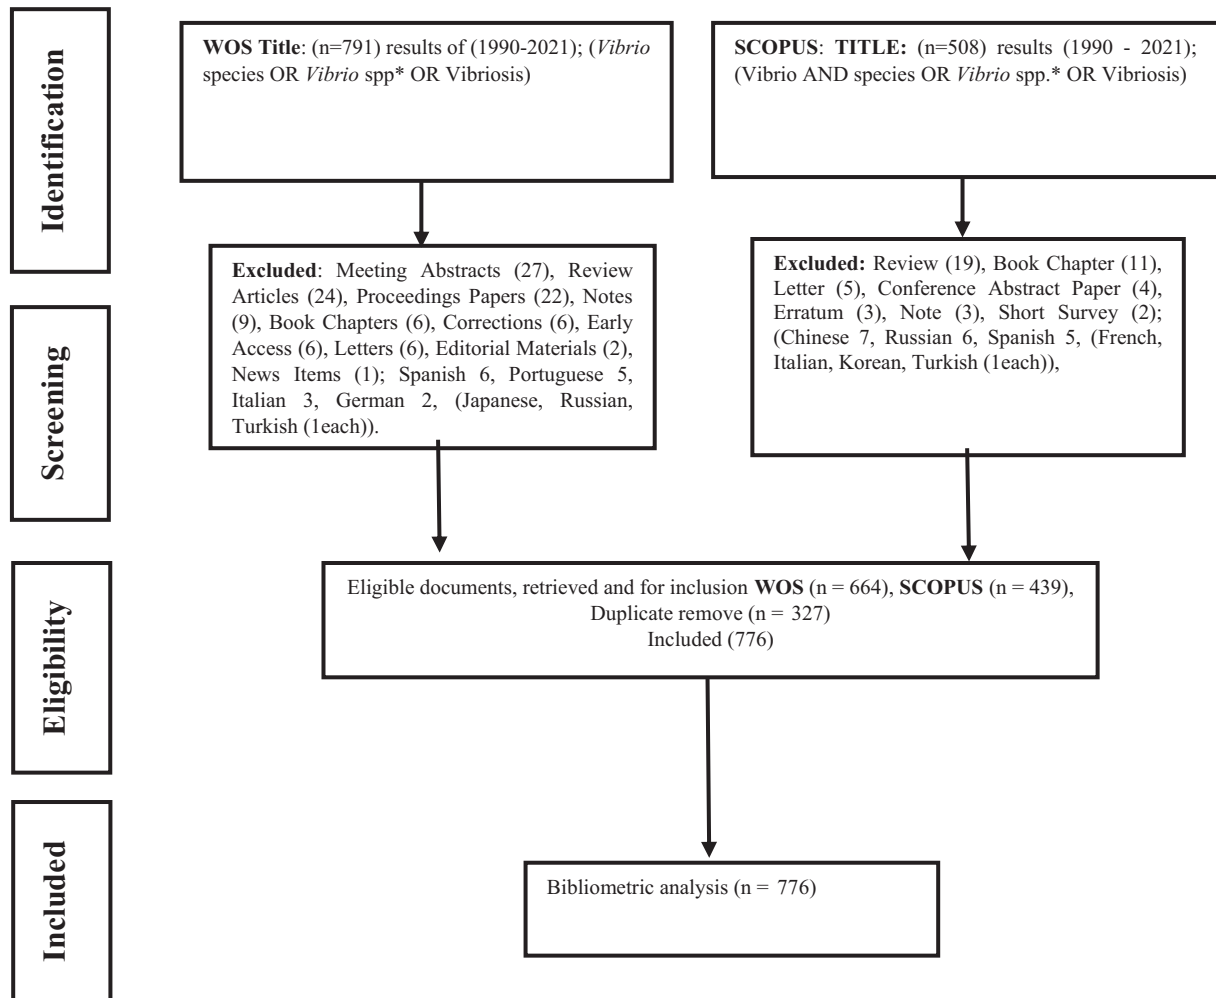 Identification
WOS Title: (n=791) results of (1990-2021); (Vibrio
species OR Vibrio spp* OR Vibriosis)
SCOPUS: TITLE: (n=508) results (1990 - 2021);
(Vibrio AND species OR Vibrio spp.* OR Vibriosis)
Screening
Excluded: Meeting Abstracts (27), Review
Articles (24), Proceedings Papers (22), Notes
(9), Book Chapters (6), Corrections (6), Early
Access (6), Letters (6), Editorial Materials (2),
News Items (1); Spanish 6, Portuguese 5,
Italian 3, German 2, (Japanese, Russian,
Turkish (1each)).
Excluded: Review (19), Book Chapter (11),
Letter (5), Conference Abstract Paper (4),
Erratum (3), Note (3), Short Survey (2);
(Chinese 7, Russian 6, Spanish 5, (French,
Italian, Korean, Turkish (1each)),
Eligibility
Eligible documents, retrieved and for inclusion WOS (n = 664), SCOPUS (n = 439),
Duplicate remove (n = 327)
Included (776)
Included
Bibliometric analysis (n = 776)